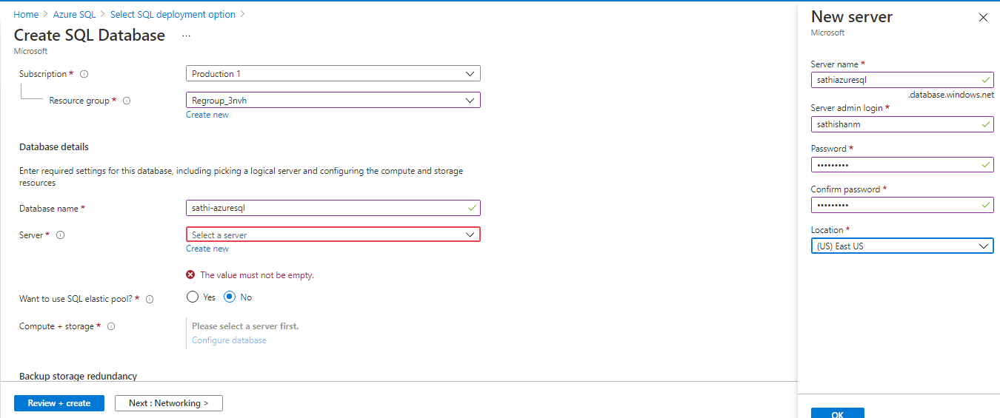 Home > Azure SQL > Select SQL deployment option >
Create SQL Database ...
Microsoft
Subscription *
Production 1
Resource group *
Regroup_3nvh
Create new
Database details
Enter required settings for this database, including picking a logical server and configuring the compute and storage
resources
Database name *
sathi-azuresql
Server *
Select a server
Create new
The value must not be empty.
Want to use SQL elastic pool? *
Yes No
Compute + storage *
Please select a server first.
Configure database
Backup storage redundancy
Review + create
Next : Networking >
New server
Microsoft
Server name *
sathiazuresql
.database.windows.net
Server admin login *
sathishanm
Password *
•••••••••
Confirm password *
•••••••••
Location *
(US) East US
OK